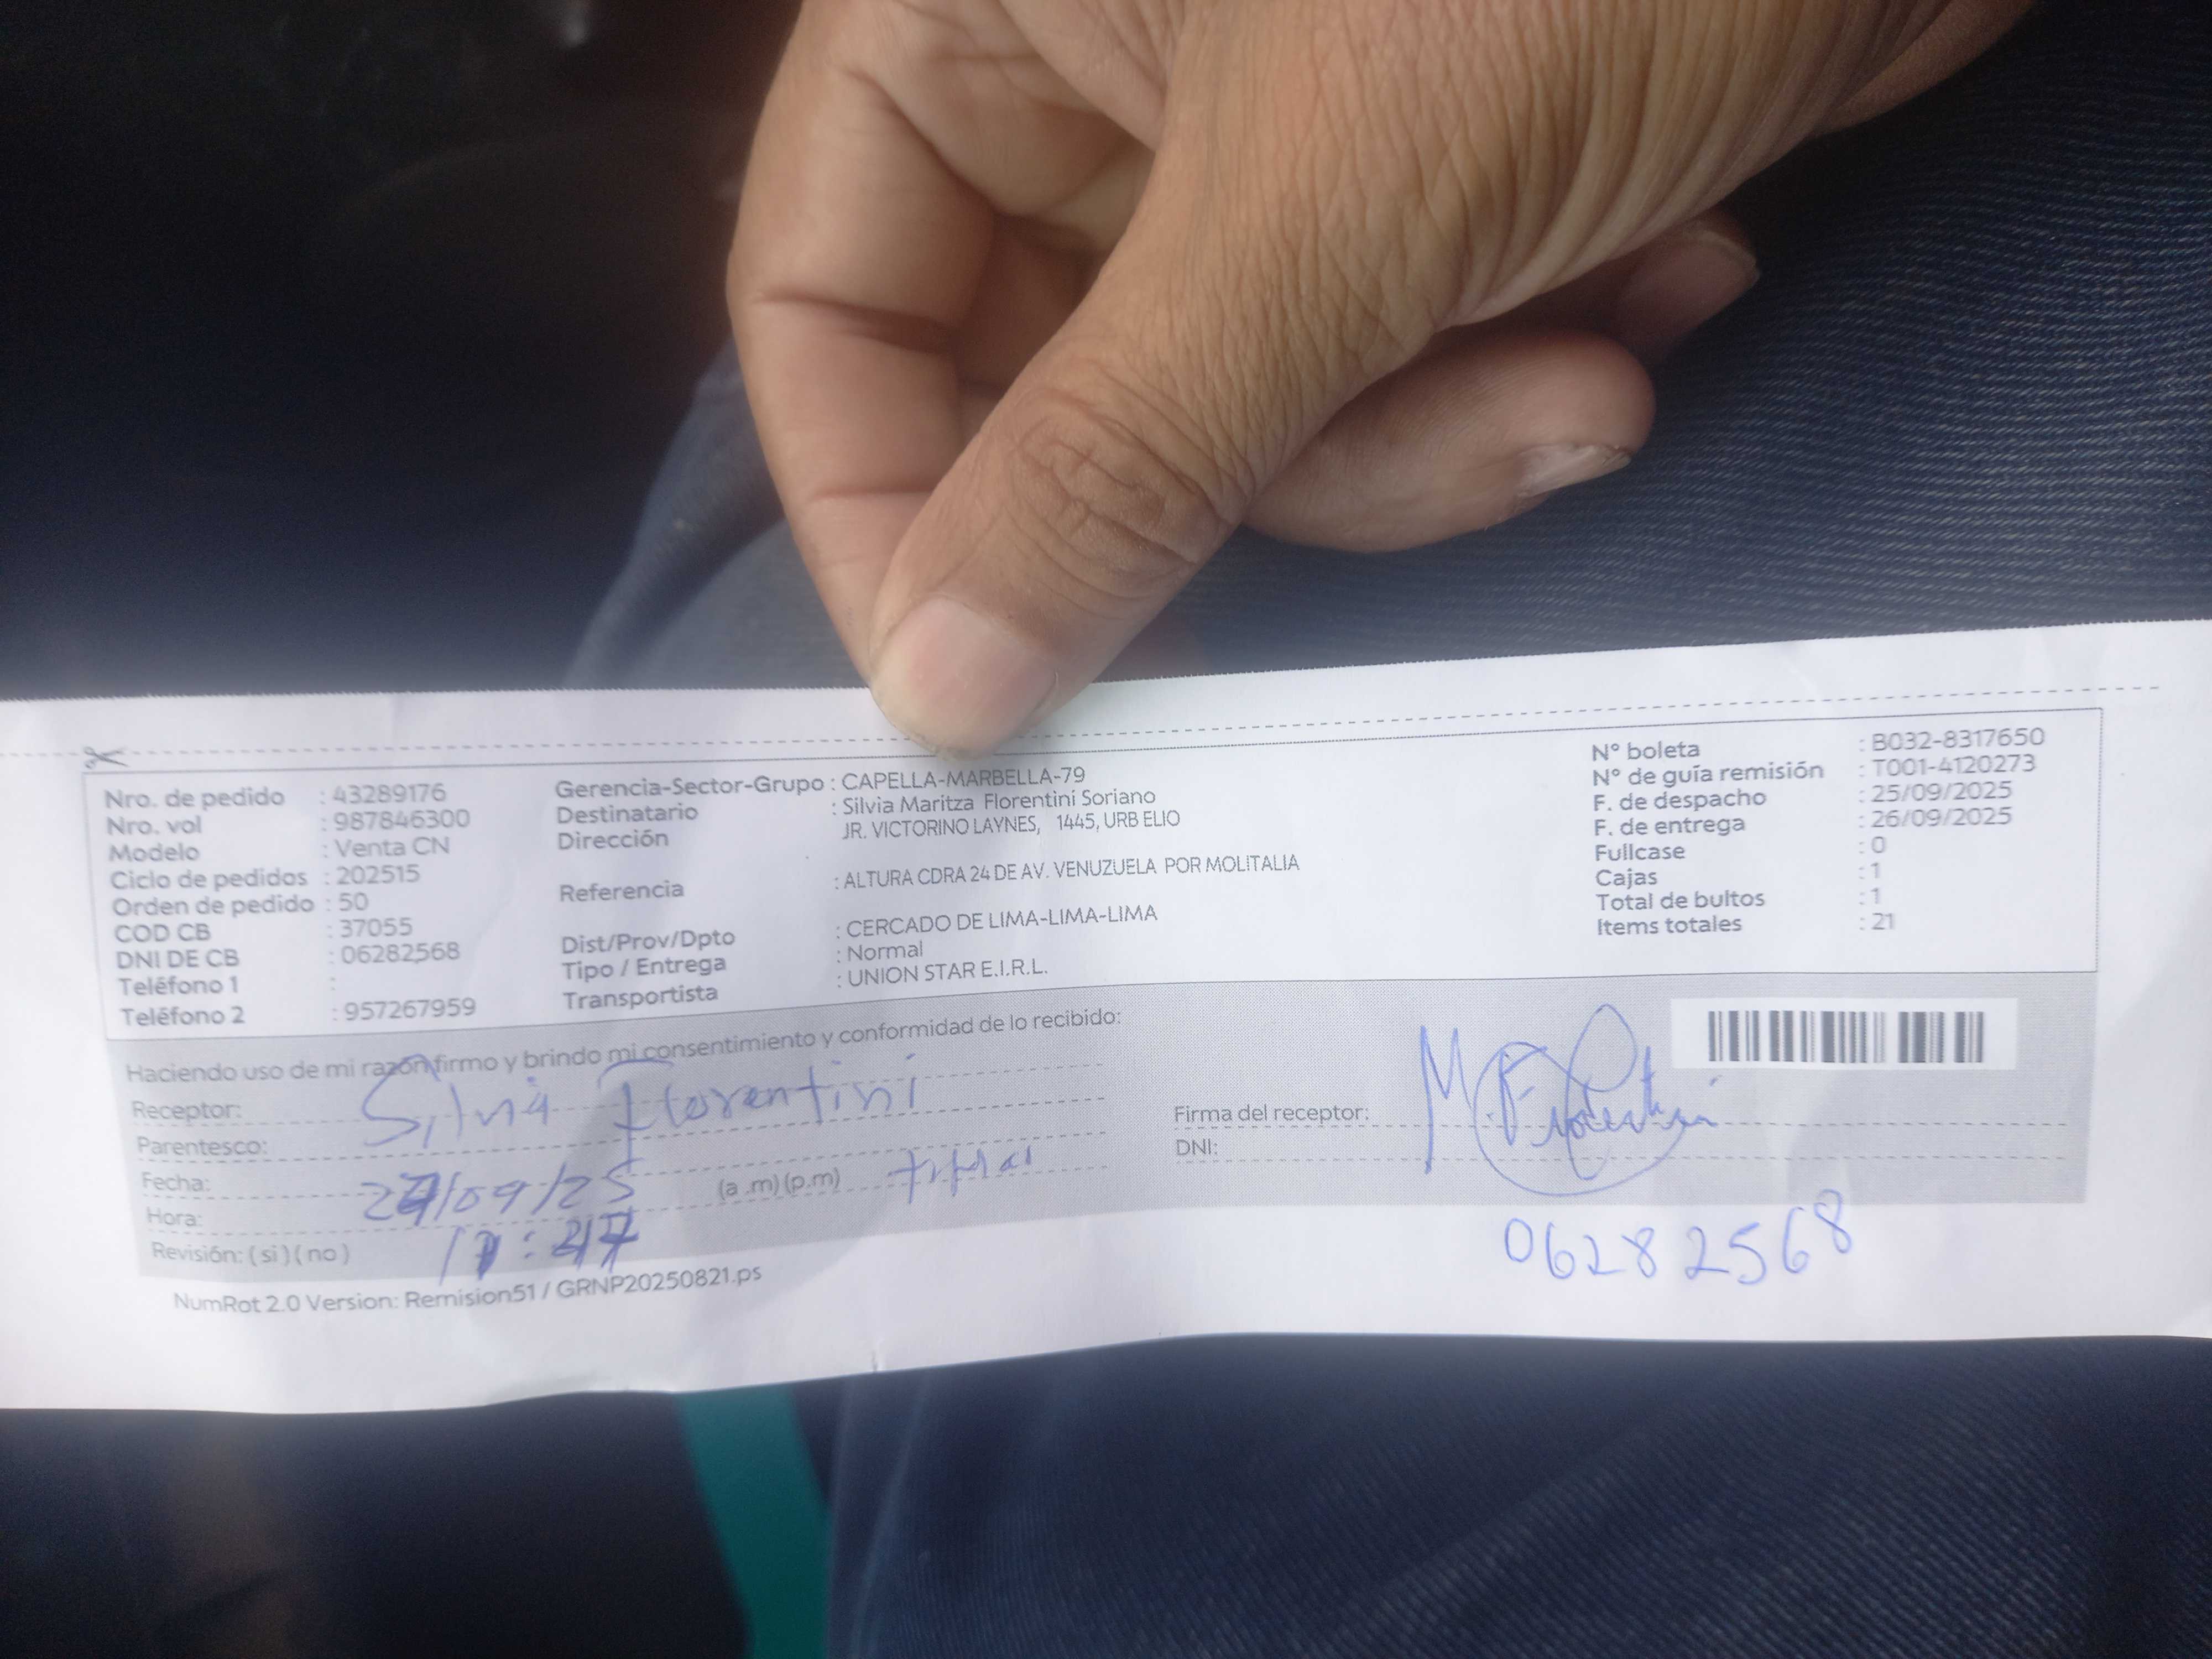 Nro. de pedido : 43289176
Nro. vol : 987846300
Modelo : Venta CN
Ciclo de pedidos : 202515
Orden de pedido : 50
COD CB : 37055
DNI DE CB : 06282568
Teléfono 1 :
Teléfono 2 : 957267959
Gerencia-Sector-Grupo : CAPELLA-MARBELLA-79
Destinatario : Silvia Maritza Florentini Soriano
Dirección JR. VICTORINO LAYNES, 1445, URB ELIO
Referencia : ALTURA CDRA 24 DE AV. VENUZUELA POR MOLITALIA
Dist/Prov/Dpto : CERCADO DE LIMA-LIMA-LIMA
Tipo / Entrega : Normal
Transportista : UNION STAR E.I.R.L.
N° boleta : B032-8317650
N° de guía remisión : T001-4120273
F. de despacho : 25/09/2025
F. de entrega : 26/09/2025
Fullcase : 0
Cajas : 1
Total de bultos : 1
Items totales : 21
Haciendo uso de mi razón firmo y brindo mi consentimiento y conformidad de lo recibido:
Receptor: Silvia Florentini
Parentesco:
Fecha: /09/25 (a .m) (p.m)
Hora:
Revisión: ( si ) ( no )
Firma del receptor: M. Florentini
DNI:
06282568
NumRot 2.0 Version: Remision51 / GRNP20250821.ps